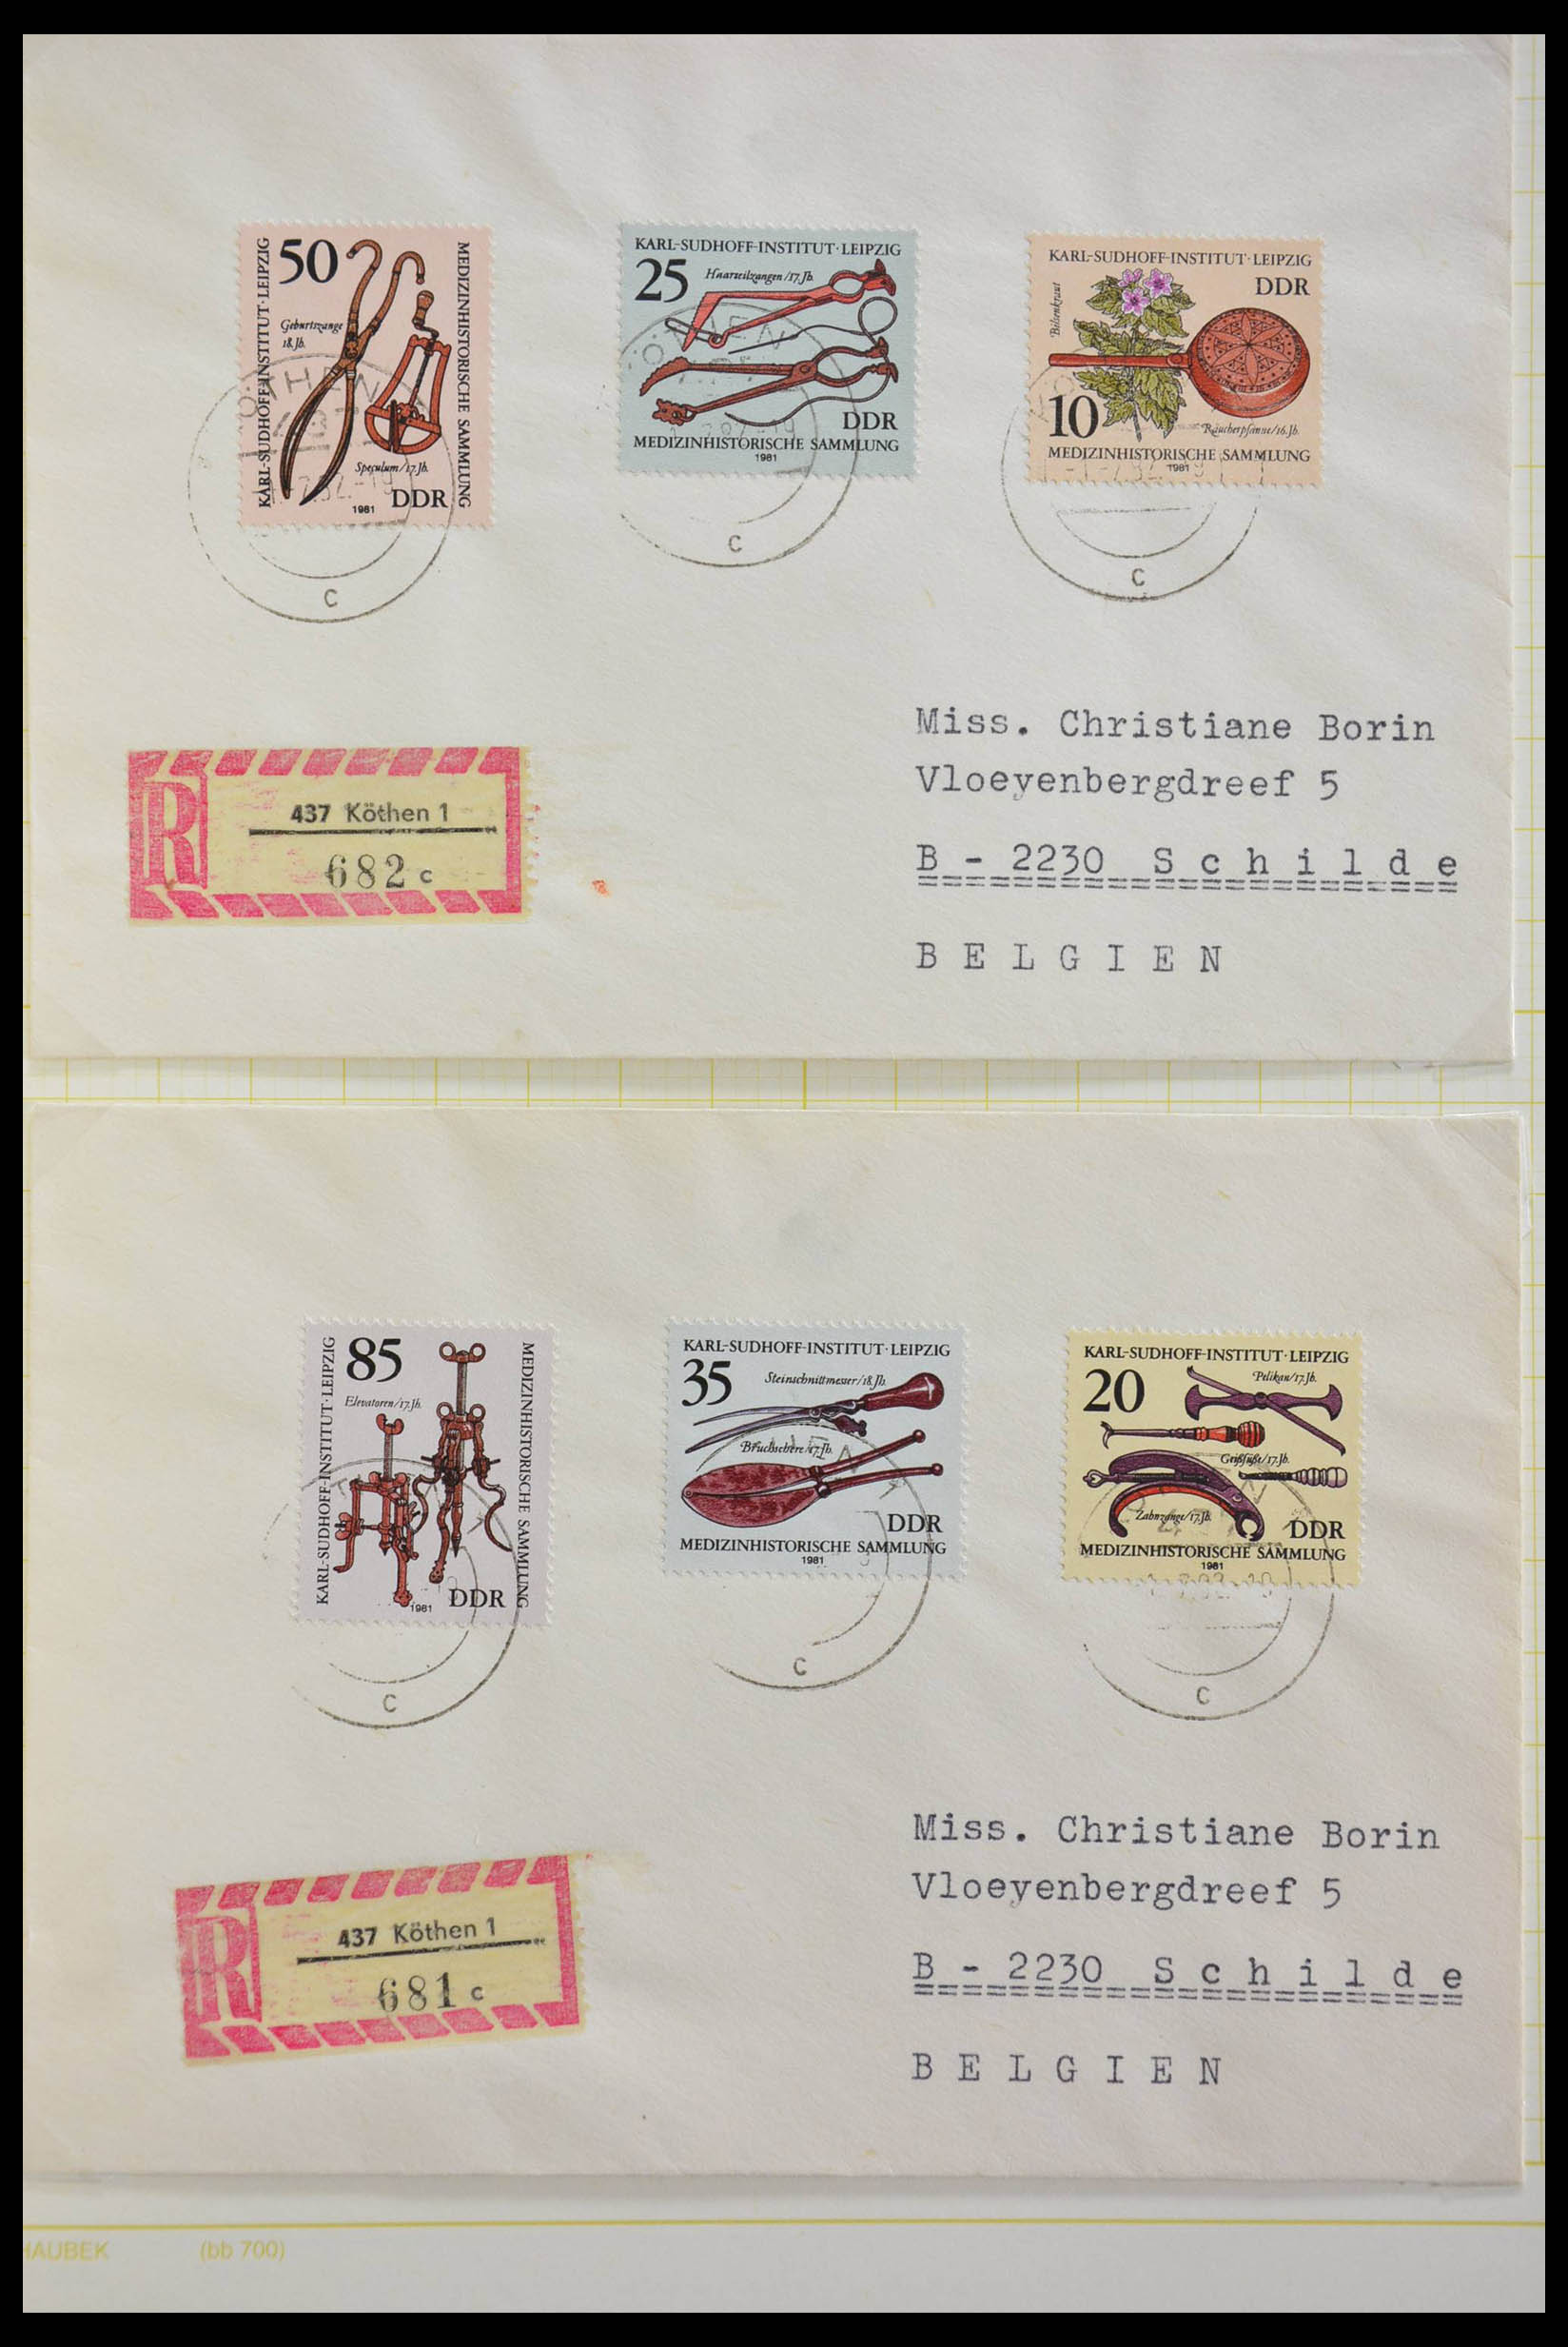 KARL-SUDHOFF-INSTITUT·LEIPZIG
50
MEDIZINHISTORISCHE SAMMLUNG
Geburtszange
18.Jh.
Speculum/17.Jh.
DDR
1981
KARL-SUDHOFF-INSTITUT·LEIPZIG
25
Haarseilzangen/17.Jh.
DDR
MEDIZINHISTORISCHE SAMMLUNG
1981
KARL-SUDHOFF-INSTITUT·LEIPZIG
DDR
Bilsenkraut
10
Räucherpfanne/16.Jh.
MEDIZINHISTORISCHE SAMMLUNG
1981
C
C
C
Miss. Christiane Borin
Vloeyenbergdreef 5
B - 2230 S c h i l d e
B E L G I E N
R
437 Köthen 1
682 c
KARL-SUDHOFF-INSTITUT·LEIPZIG
85
MEDIZINHISTORISCHE SAMMLUNG
Elevatoren/17.Jh.
1981
DDR
KARL-SUDHOFF-INSTITUT·LEIPZIG
35
Steinschnittmesser/18.Jh.
Bruchschere/17.Jh.
DDR
MEDIZINHISTORISCHE SAMMLUNG
1981
KARL-SUDHOFF-INSTITUT·LEIPZIG
20
Pelikan/17.Jh.
Geißfüße/17.Jh.
Zahnzange/17.Jh.
DDR
MEDIZINHISTORISCHE SAMMLUNG
1981
C
C
C
Miss. Christiane Borin
Vloeyenbergdreef 5
B - 2230 S c h i l d e
B E L G I E N
R
437 Köthen 1
681 c
HAUBEK (bb 700)